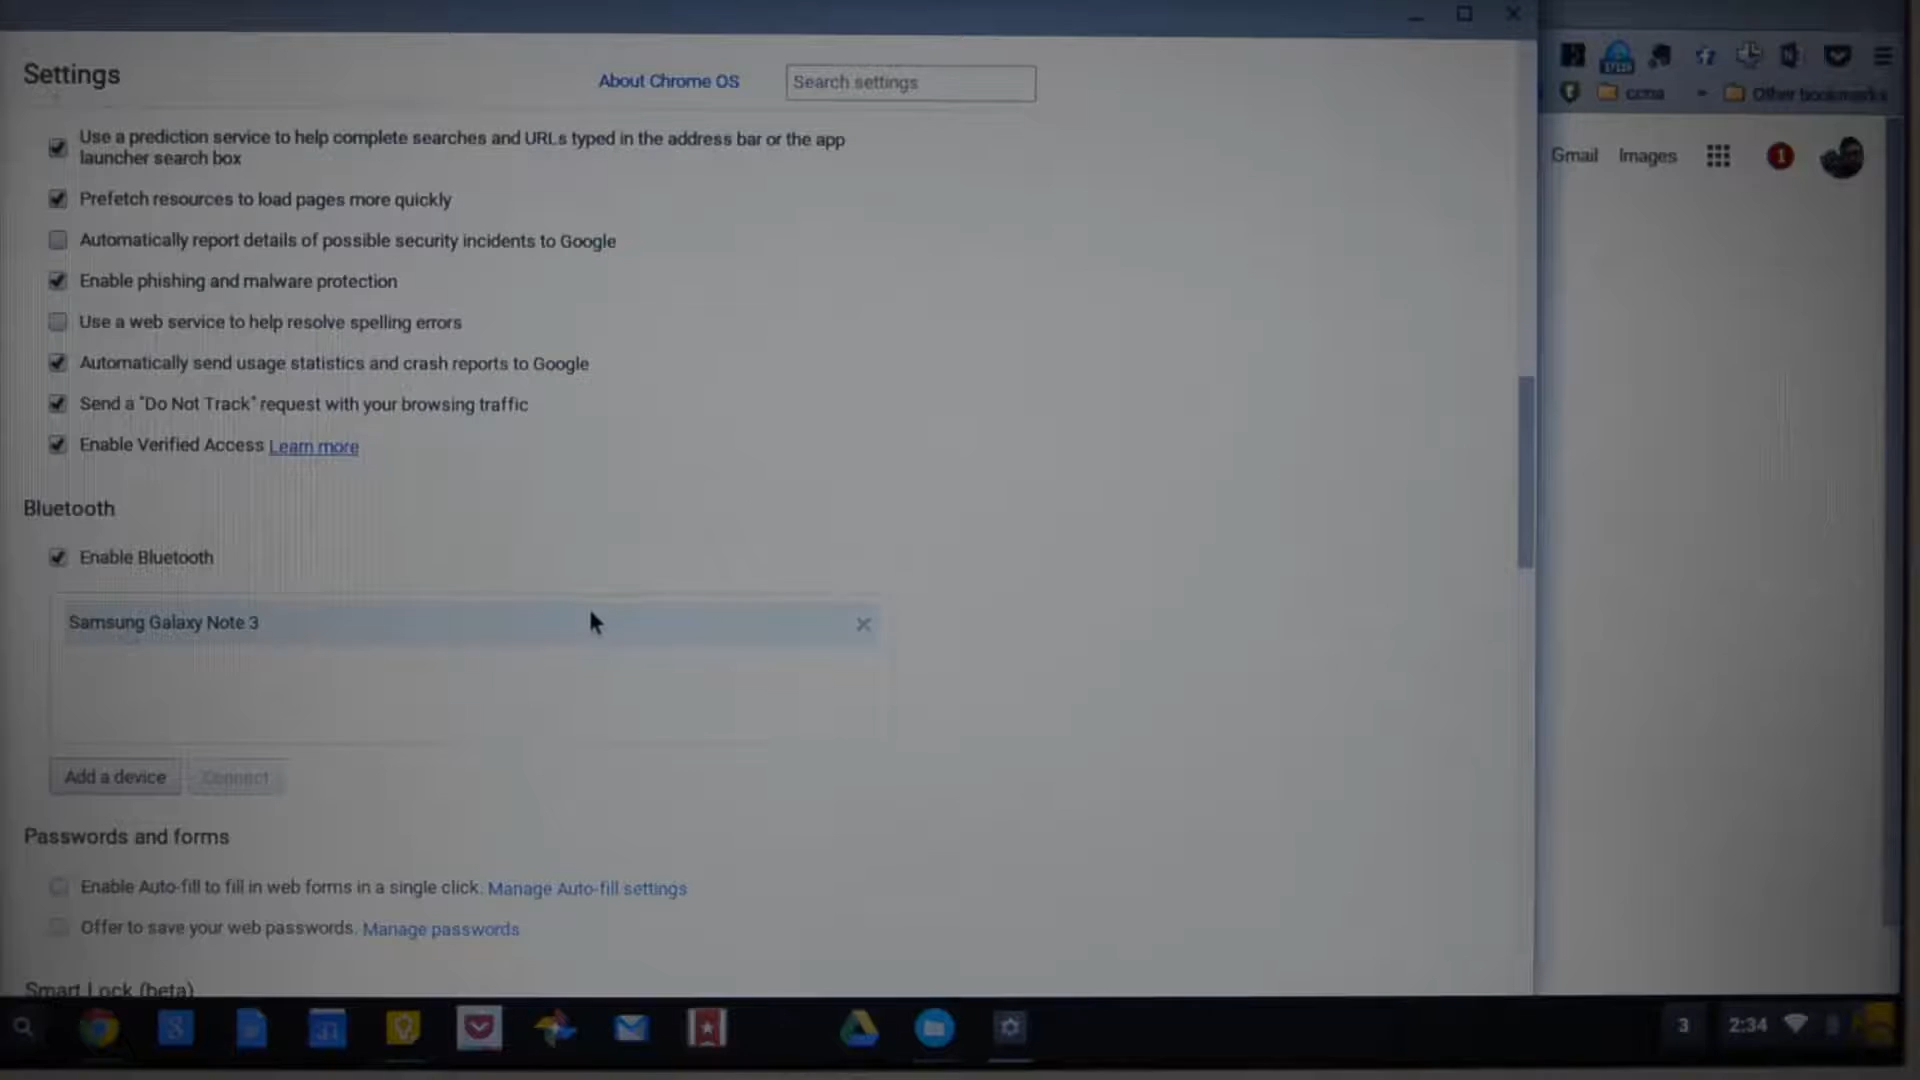 Settings
About Chrome OS
Search settings
Use a prediction service to help complete searches and URLs typed in the address bar or the app
launcher search box
Prefetch resources to load pages more quickly
Automatically report details of possible security incidents to Google
Enable phishing and malware protection
Use a web service to help resolve spelling errors
Automatically send usage statistics and crash reports to Google
Send a "Do Not Track" request with your browsing traffic
Enable Verified Access Learn more
Bluetooth
Enable Bluetooth
Samsung Galaxy Note 3
Add a device
Connect
Passwords and forms
Enable Auto-fill to fill in web forms in a single click. Manage Auto-fill settings
Offer to save your web passwords. Manage passwords
Smart Lock (beta)
Other bookmarks
Gmail
Images
1
3
2:34